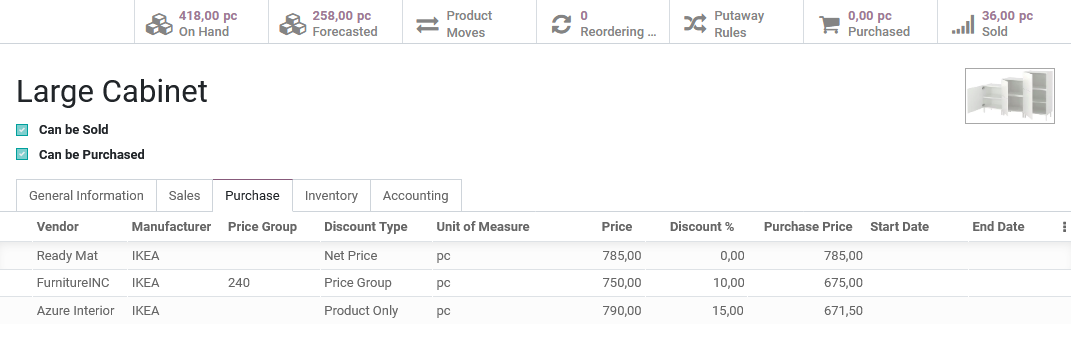 418,00 pc 258,00 pc Product 0 Putaway 0,00 pc 36,00 pc
On Hand Forecasted Moves Reordering ... Rules Purchased Sold
Large Cabinet
Can be Sold
Can be Purchased
General Information Sales Purchase Inventory Accounting
Vendor Manufacturer Price Group Discount Type Unit of Measure Price Discount % Purchase Price Start Date End Date
Ready Mat IKEA Net Price pc 785,00 0,00 785,00
FurnitureINC IKEA 240 Price Group pc 750,00 10,00 675,00
Azure Interior IKEA Product Only pc 790,00 15,00 671,50